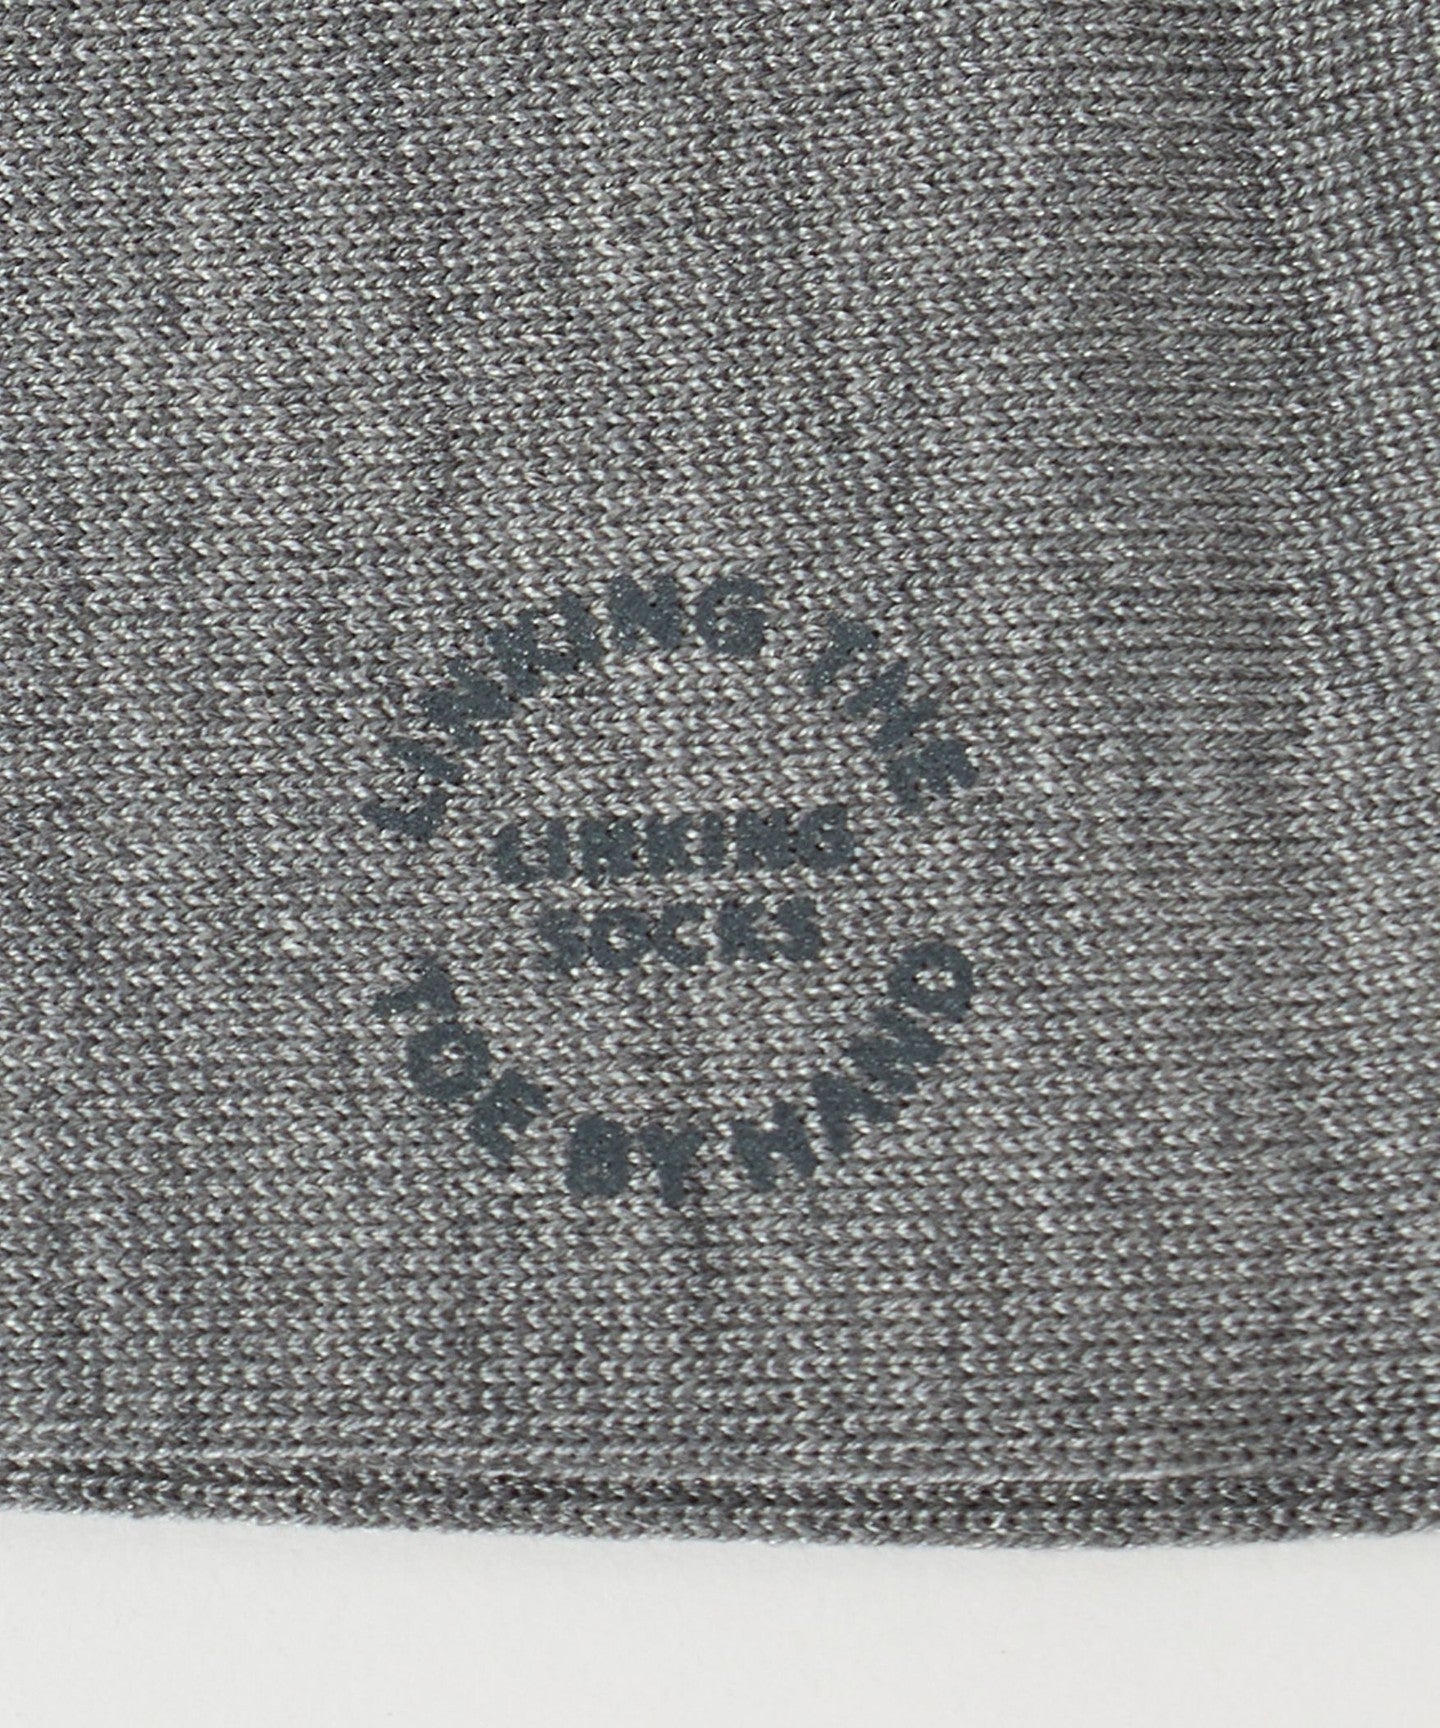 LINKING THE
LINKING
SOCKS
TOE BY HAND